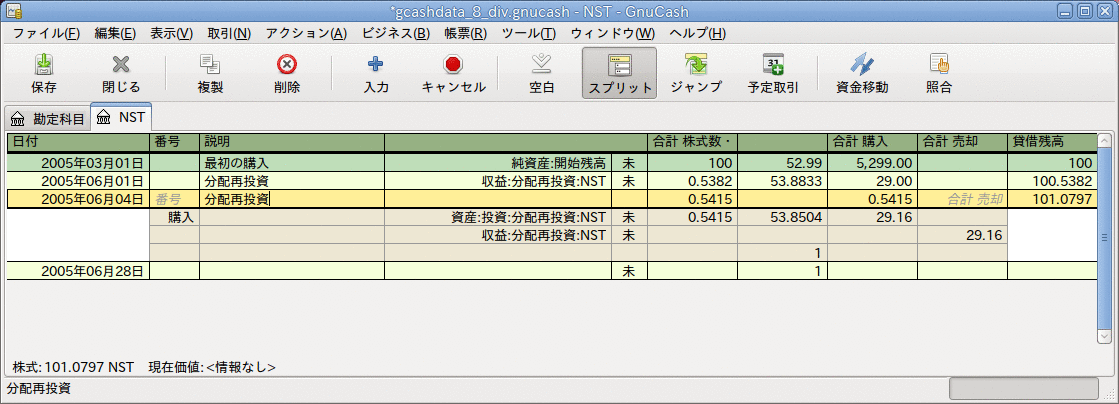 *gcashdata_8_div.gnucash - NST - GnuCash
ファイル(F) 編集(E) 表示(V) 取引(N) アクション(A) ビジネス(B) 帳票(R) ツール(T) ウィンドウ(W) ヘルプ(H)
保存 閉じる 複製 削除 入力 キャンセル 空白 スプリット ジャンプ 予定取引 資金移動 照合
勘定科目 NST
日付 番号 説明 合計 株式数· 合計 購入 合計 売却 貸借残高
2005年03月01日 最初の購入 純資産:開始残高 未 100 52.99 5,299.00 100
2005年06月01日 分配再投資 収益:分配再投資:NST 未 0.5382 53.8833 29.00 100.5382
2005年06月04日 番号 分配再投資 0.5415 0.5415 合計 売却 101.0797
購入 資産:投資:分配再投資:NST 未 0.5415 53.8504 29.16
収益:分配再投資:NST 未 29.16
1
2005年06月28日 未 1
株式: 101.0797 NST 現在価値: <情報なし>
分配再投資